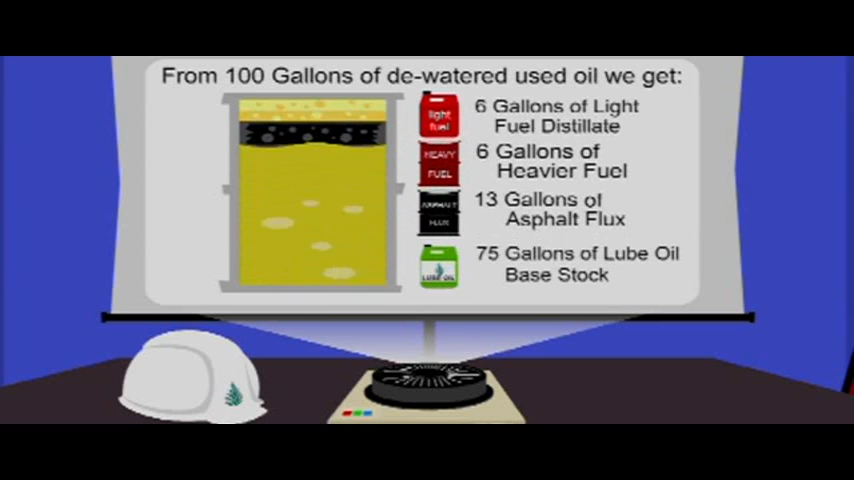 From 100 Gallons of de-watered used oil we get:
light
fuel
6 Gallons of Light
Fuel Distillate
HEAVY
FUEL
6 Gallons of
Heavier Fuel
ASPHALT
FLUX
13 Gallons of
Asphalt Flux
LUBE OIL
75 Gallons of Lube Oil
Base Stock